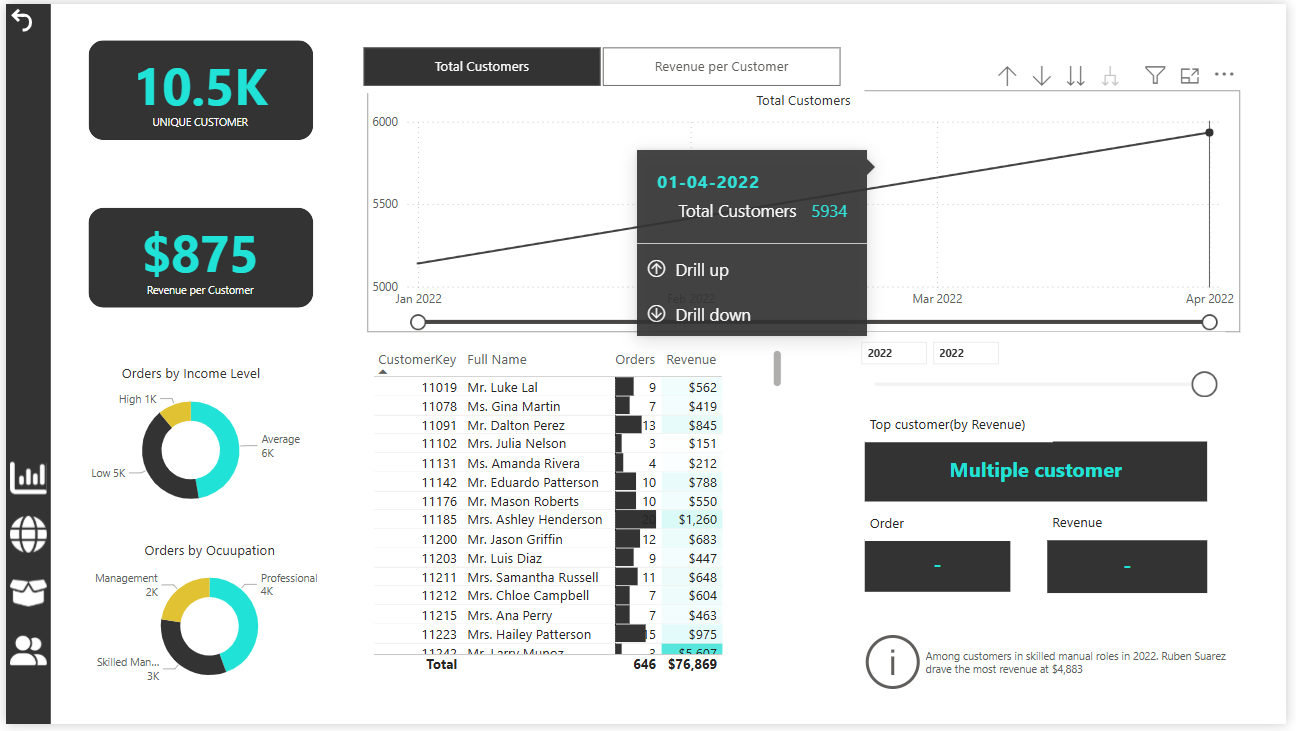 10.5K
UNIQUE CUSTOMER
$875
Revenue per Customer
Orders by Income Level
High 1K
Average
6K
Low 5K
Orders by Ocuupation
Management
2K
Professional
4K
Skilled Man...
3K
Total Customers
Revenue per Customer
Total Customers
6000
5500
5000
Jan 2022
Feb 2022
Mar 2022
Apr 2022
01-04-2022
Total Customers 5934
Drill up
Drill down
CustomerKey Full Name Orders Revenue
11019 Mr. Luke Lal 9 $562
11078 Ms. Gina Martin 7 $419
11091 Mr. Dalton Perez 13 $845
11102 Mrs. Julia Nelson 3 $151
11131 Ms. Amanda Rivera 4 $212
11142 Mr. Eduardo Patterson 10 $788
11176 Mr. Mason Roberts 10 $550
11185 Mrs. Ashley Henderson 20 $1,260
11200 Mr. Jason Griffin 12 $683
11203 Mr. Luis Diaz 9 $447
11211 Mrs. Samantha Russell 11 $648
11212 Mrs. Chloe Campbell 7 $604
11215 Mrs. Ana Perry 7 $463
11223 Mrs. Hailey Patterson 15 $975
11242 Mr. Larry Munoz 3 $5,607
Total 646 $76,869
2022 2022
Top customer(by Revenue)
Multiple customer
Order
-
Revenue
-
Among customers in skilled manual roles in 2022. Ruben Suarez
drave the most revenue at $4,883